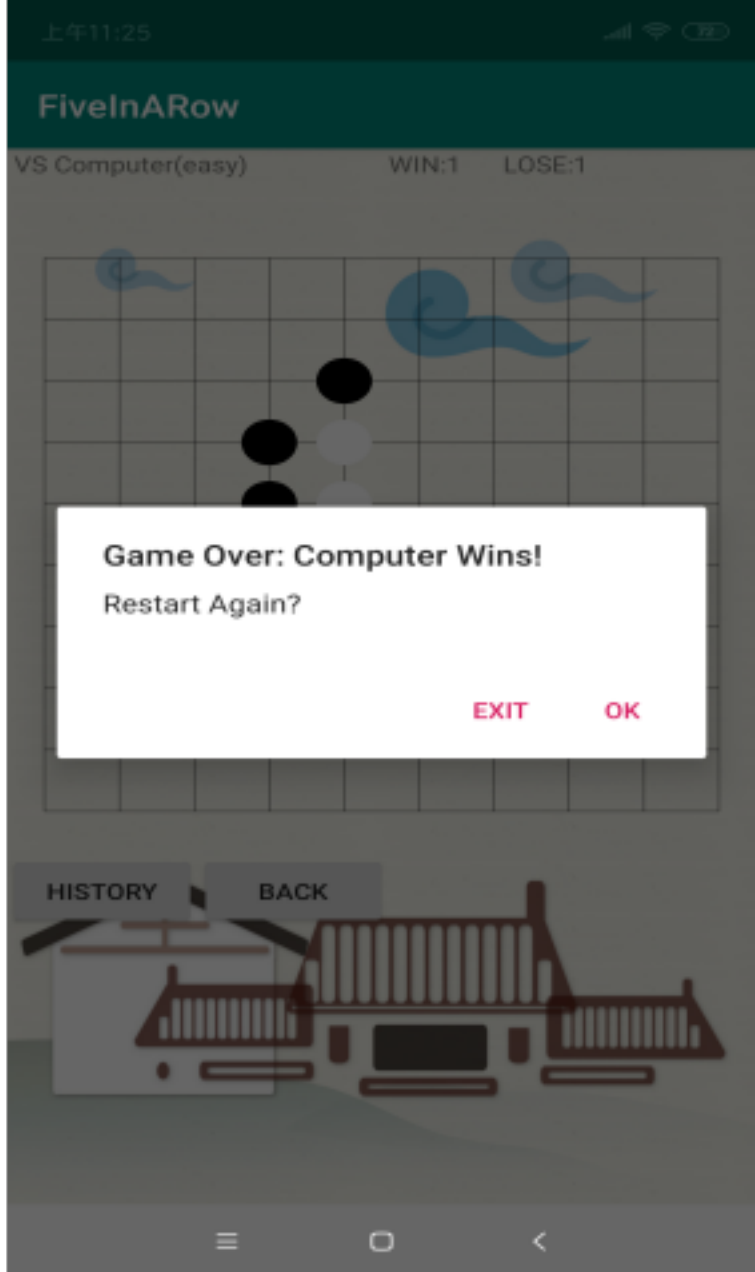 上午11:25 72
FiveInARow
VS Computer(easy) WIN:1 LOSE:1
Game Over: Computer Wins!
Restart Again?
EXIT OK
HISTORY BACK